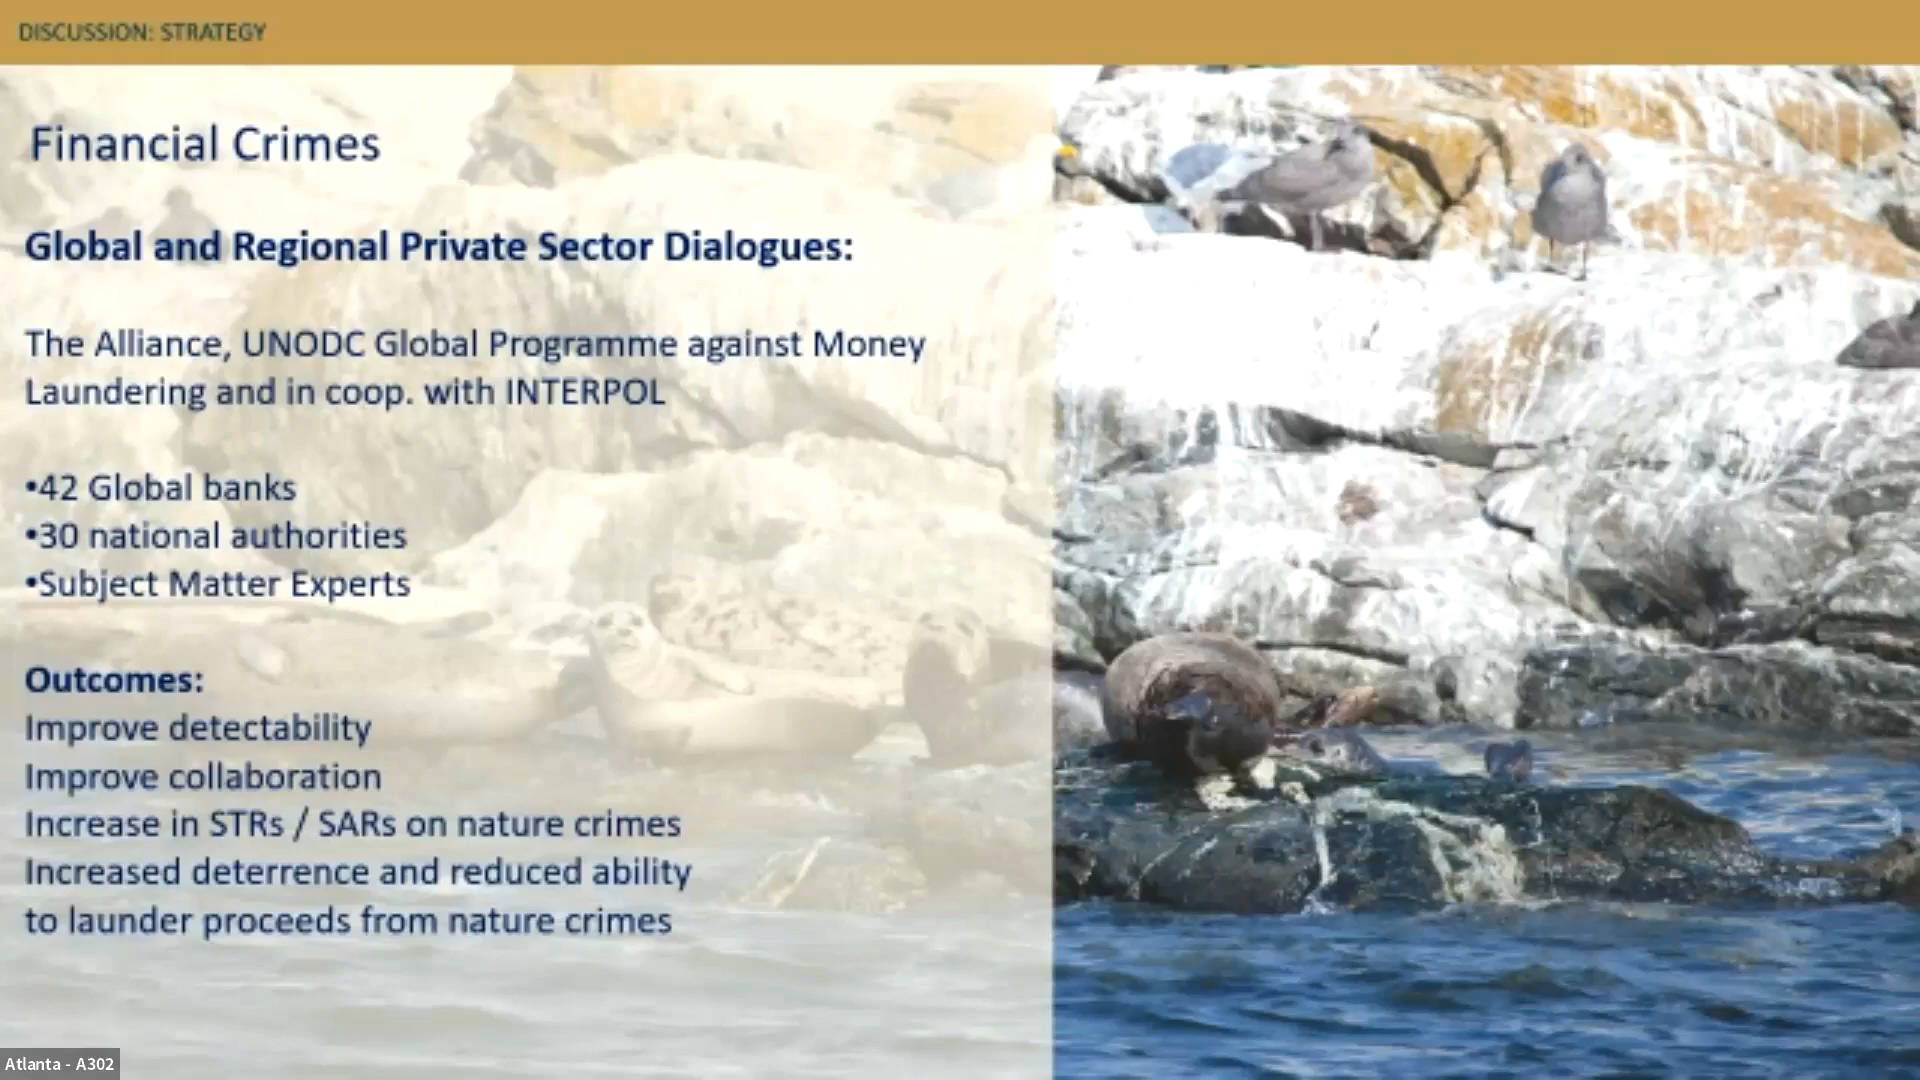 DISCUSSION: STRATEGY
Financial Crimes
Global and Regional Private Sector Dialogues:
The Alliance, UNODC Global Programme against Money
Laundering and in coop. with INTERPOL
•42 Global banks
•30 national authorities
•Subject Matter Experts
Outcomes:
Improve detectability
Improve collaboration
Increase in STRs / SARs on nature crimes
Increased deterrence and reduced ability
to launder proceeds from nature crimes
Atlanta - A302